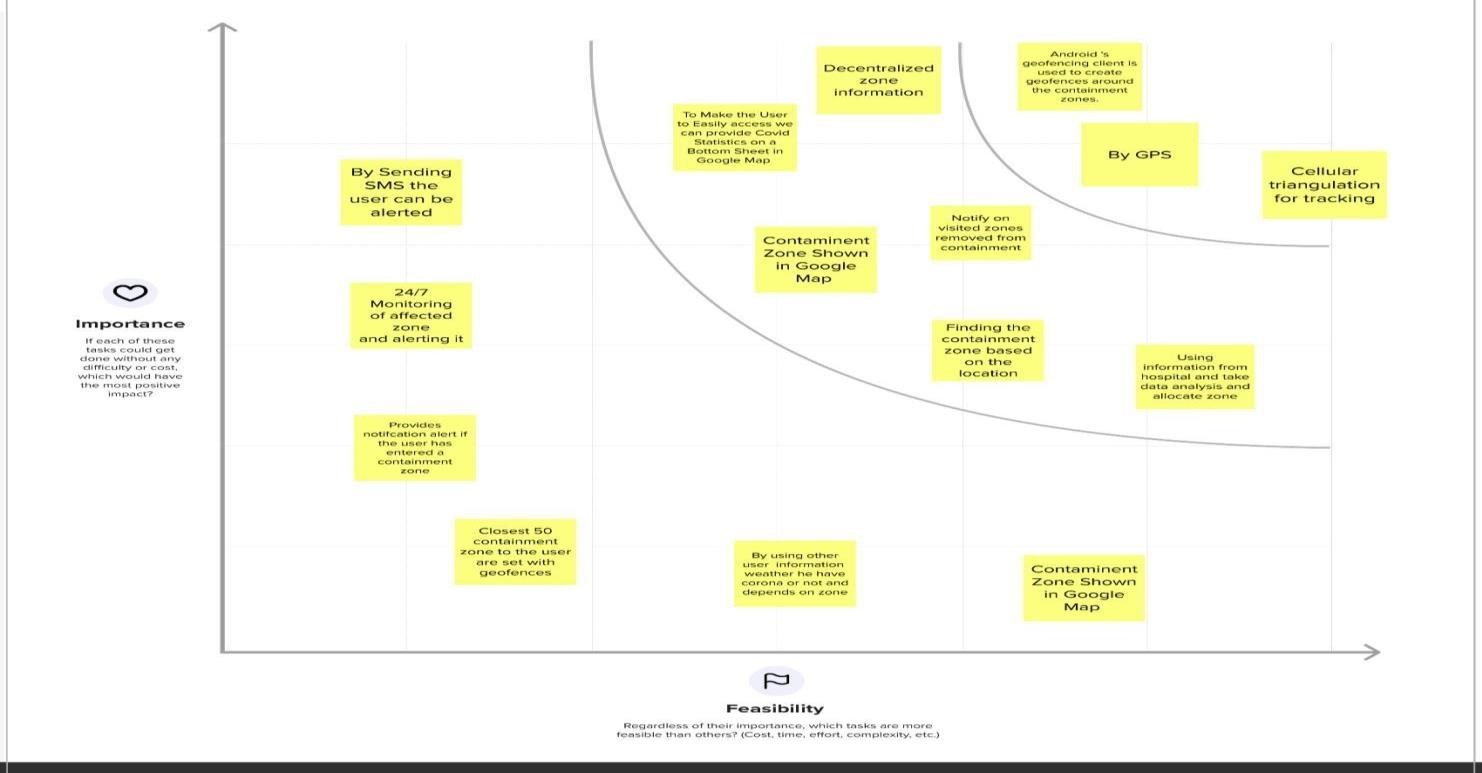 Android 's
geofencing client is
used to create
geofences around
the containment
zones.
Decentralized
zone
information
To Make the User
to Easily access we
can provide Covid
Statistics on a
Bottom Sheet in
Google Map
By GPS
Cellular
triangulation
for tracking
By Sending
SMS the
user can be
alerted
Notify on
visited zones
removed from
containment
Contaminent
Zone Shown
in Google
Map
24/7
Monitoring
of affected
zone
and alerting it
Importance
If each of these
tasks could get
done without any
difficulty or cost,
which would have
the most positive
impact?
Finding the
containment
zone based
on the
location
Using
information from
hospital and take
data analysis and
allocate zone
Provides
notifcation alert if
the user has
entered a
containment
zone
Closest 50
containment
zone to the user
are set with
geofences
By using other
user information
weather he have
corona or not and
depends on zone
Contaminent
Zone Shown
in Google
Map
Feasibility
Regardless of their importance, which tasks are more
feasible than others? (Cost, time, effort, complexity, etc.)